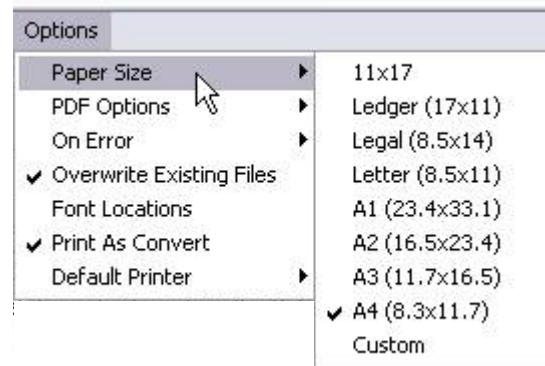 Options
Paper Size
PDF Options
On Error
Overwrite Existing Files
Font Locations
Print As Convert
Default Printer
11x17
Ledger (17x11)
Legal (8.5x14)
Letter (8.5x11)
A1 (23.4x33.1)
A2 (16.5x23.4)
A3 (11.7x16.5)
A4 (8.3x11.7)
Custom